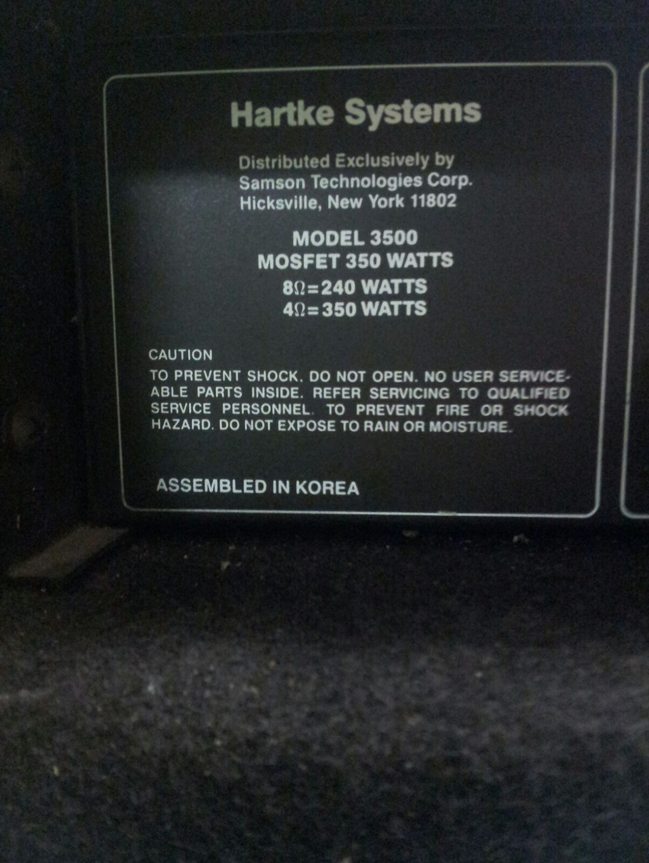 Hartke Systems
Distributed Exclusively by
Samson Technologies Corp.
Hicksville, New York 11802
MODEL 3500
MOSFET 350 WATTS
8Ω=240 WATTS
4Ω=350 WATTS
CAUTION
TO PREVENT SHOCK, DO NOT OPEN. NO USER SERVICE-
ABLE PARTS INSIDE. REFER SERVICING TO QUALIFIED
SERVICE PERSONNEL. TO PREVENT FIRE OR SHOCK
HAZARD, DO NOT EXPOSE TO RAIN OR MOISTURE.
ASSEMBLED IN KOREA